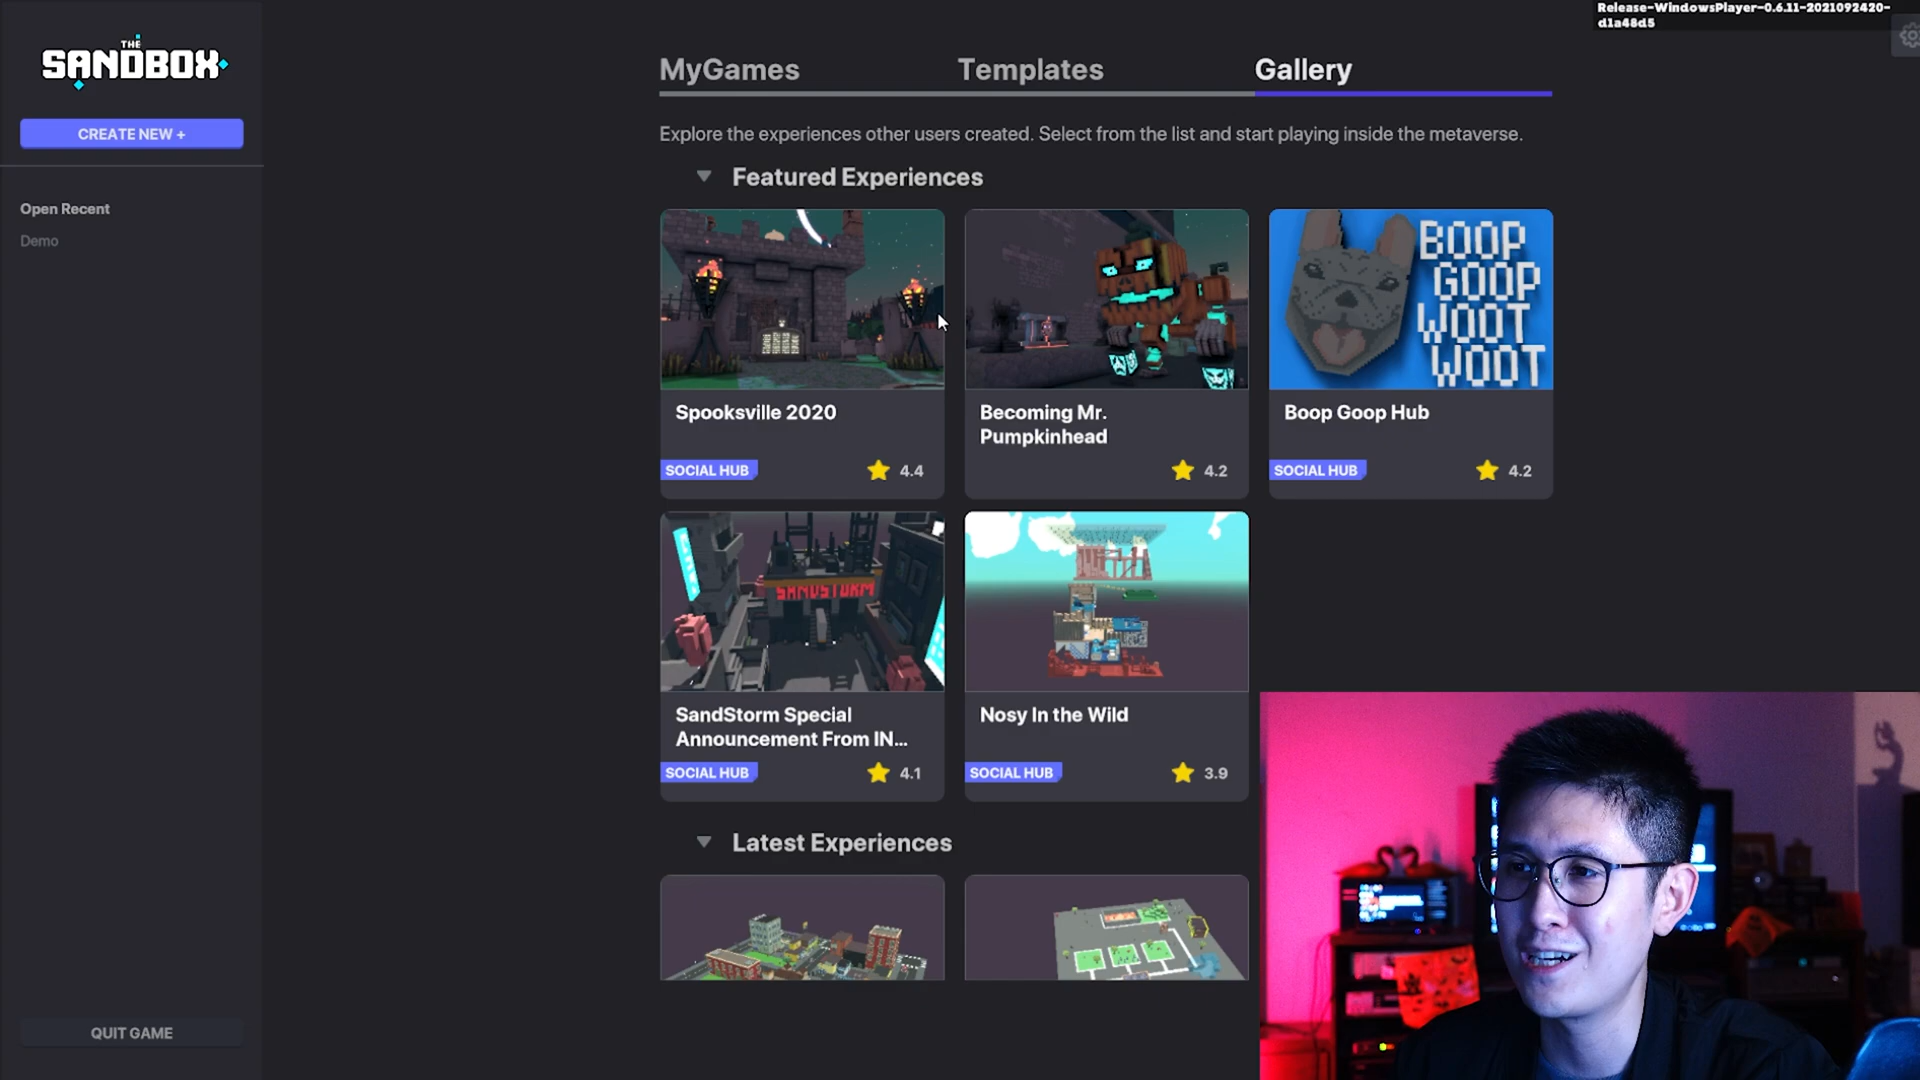 Release-WindowsPlayer-0.6.11-2021092420-
d1a48d5
THE
SANDBOX
CREATE NEW +
Open Recent
Demo
QUIT GAME
MyGames
Templates
Gallery
Explore the experiences other users created. Select from the list and start playing inside the metaverse.
Featured Experiences
BOOP
GOOP
WOOT
WOOT
Spooksville 2020
SOCIAL HUB
4.4
Becoming Mr.
Pumpkinhead
4.2
Boop Goop Hub
SOCIAL HUB
4.2
SANDSTORM
SandStorm Special
Announcement From IN...
SOCIAL HUB
4.1
Nosy In the Wild
SOCIAL HUB
3.9
Latest Experiences